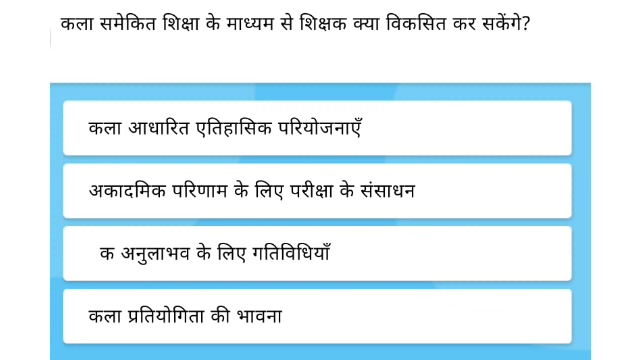 कला समेकित शिक्षा के माध्यम से शिक्षक क्या विकसित कर सकेंगे?
कला आधारित एतिहासिक परियोजनाएँ
अकादमिक परिणाम के लिए परीक्षा के संसाधन
क अनुलाभव के लिए गतिविधियाँ
कला प्रतियोगिता की भावना